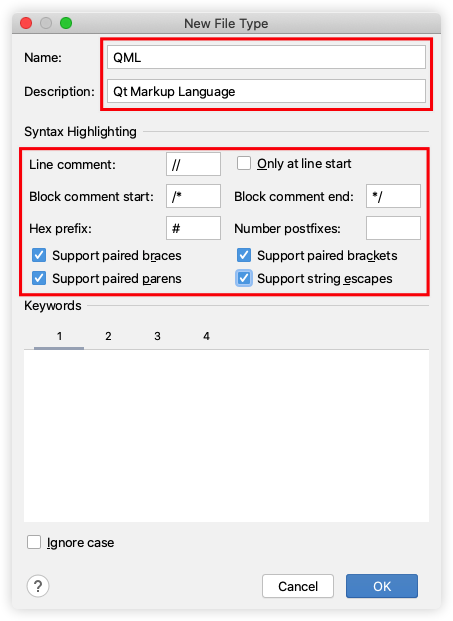 New File Type
Name: QML
Description: Qt Markup Language
Syntax Highlighting
Line comment: // Only at line start
Block comment start: /* Block comment end: */
Hex prefix: # Number postfixes:
Support paired braces Support paired brackets
Support paired parens Support string escapes
Keywords
1 2 3 4
Ignore case
? Cancel OK